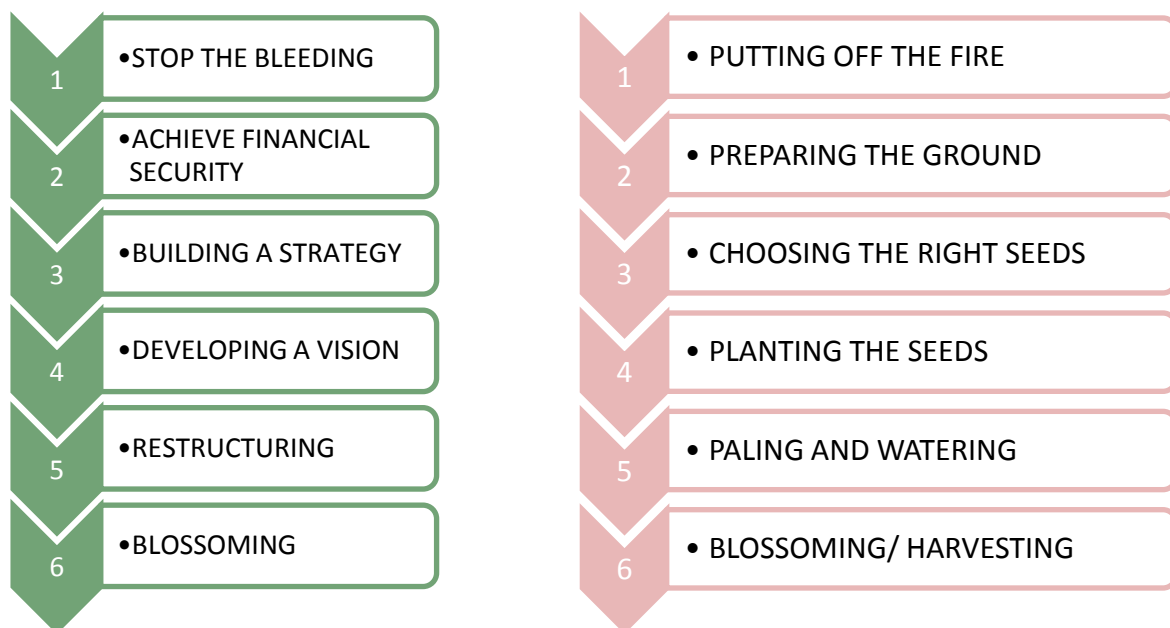 1
•STOP THE BLEEDING
2
•ACHIEVE FINANCIAL
SECURITY
3
•BUILDING A STRATEGY
4
•DEVELOPING A VISION
5
•RESTRUCTURING
6
•BLOSSOMING
1
• PUTTING OFF THE FIRE
2
• PREPARING THE GROUND
3
• CHOOSING THE RIGHT SEEDS
4
• PLANTING THE SEEDS
5
• PALING AND WATERING
6
• BLOSSOMING/ HARVESTING